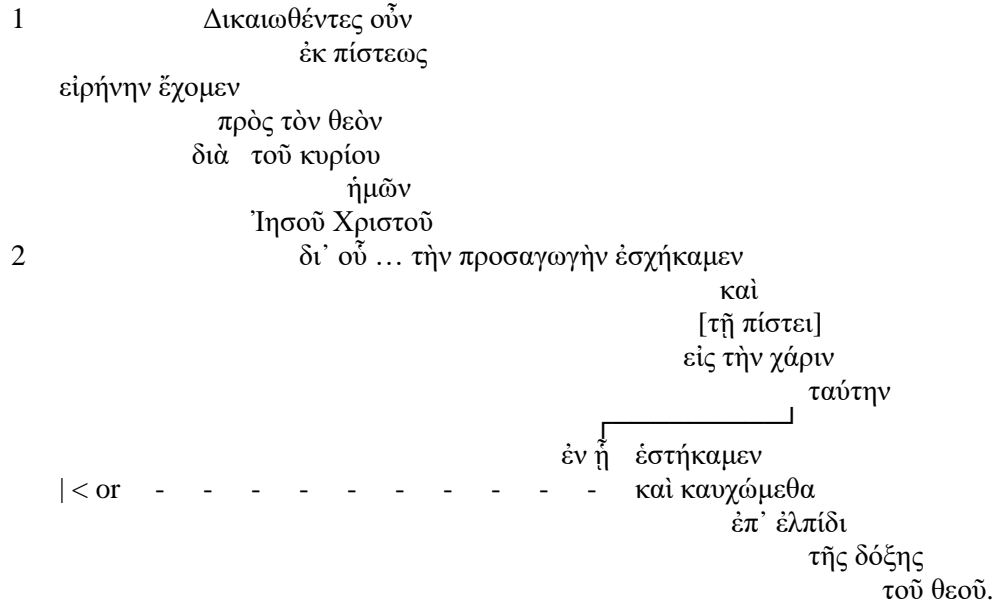 1 Δικαιωθέντες οὖν
ἐκ πίστεως
εἰρήνην ἔχομεν
πρὸς τὸν θεὸν
διὰ τοῦ κυρίου
ἡμῶν
Ἰησοῦ Χριστοῦ
2 δι᾽ οὗ … τὴν προσαγωγὴν ἐσχήκαμεν
καὶ
[τῇ πίστει]
εἰς τὴν χάριν
ταύτην
ἐν ᾗ ἑστήκαμεν
|< or - - - - - - - - - - καὶ καυχώμεθα
ἐπ᾽ ἐλπίδι
τῆς δόξης
τοῦ θεοῦ.